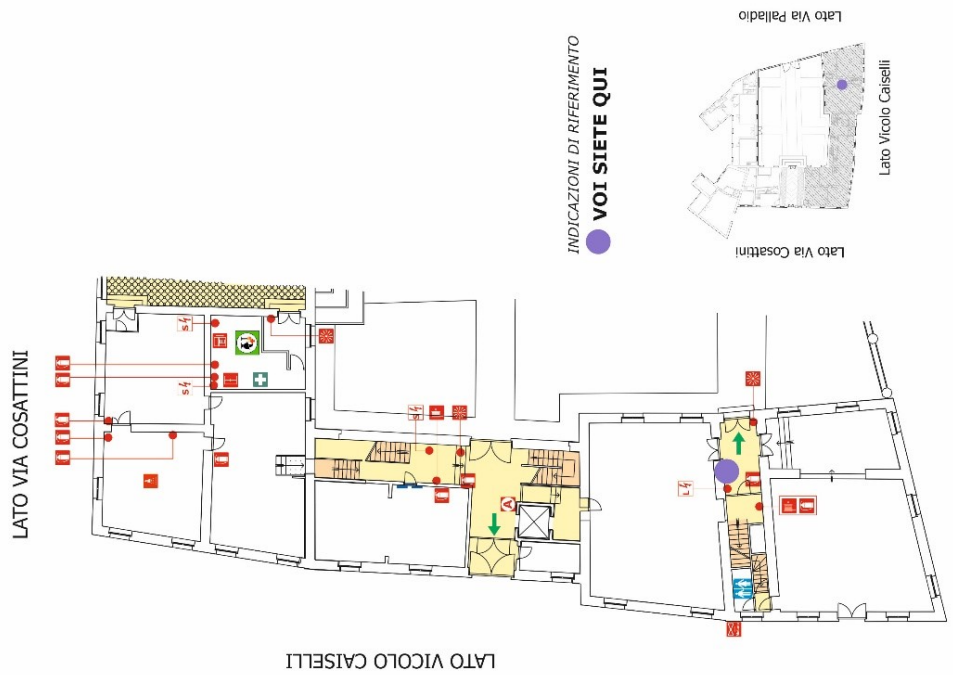 Lato Via Palladio
INDICAZIONI DI RIFERIMENTO
VOI SIETE QUI
Lato Vicolo Caiselli
Lato Via Cosattini
LATO VIA COSATTINI
S
S
S
A
L
LATO VICOLO CAISELLI